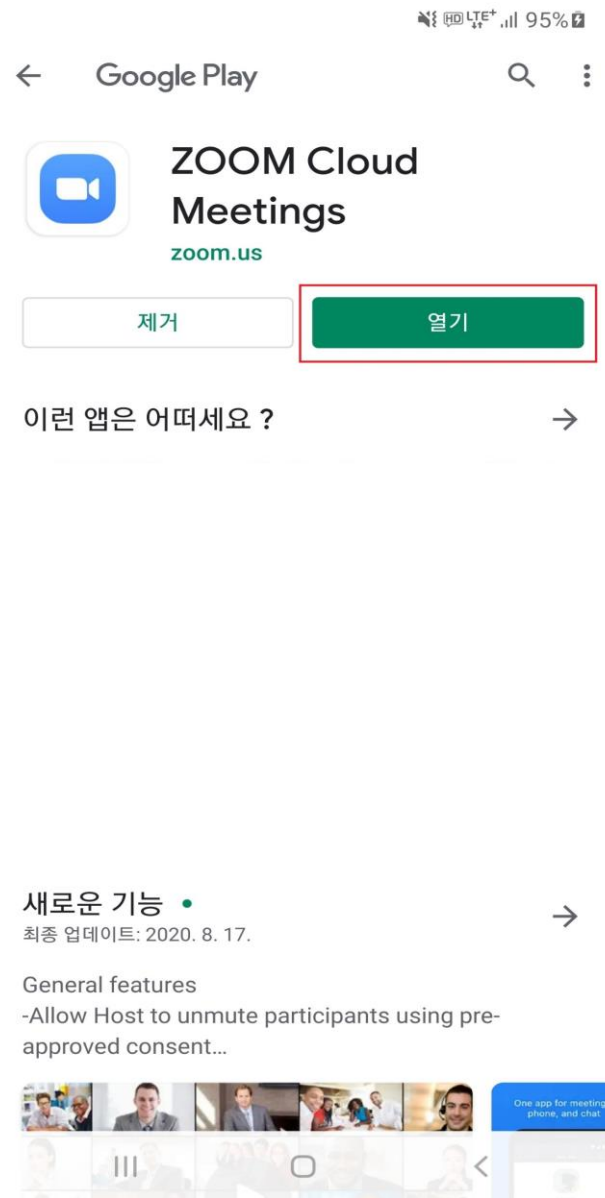 HD LTE+ 95%
Google Play
ZOOM Cloud
Meetings
zoom.us
제거
열기
이런 앱은 어떠세요 ?
새로운 기능 •
최종 업데이트: 2020. 8. 17.
General features
-Allow Host to unmute participants using pre-
approved consent...
One app for meeting
phone, and chat